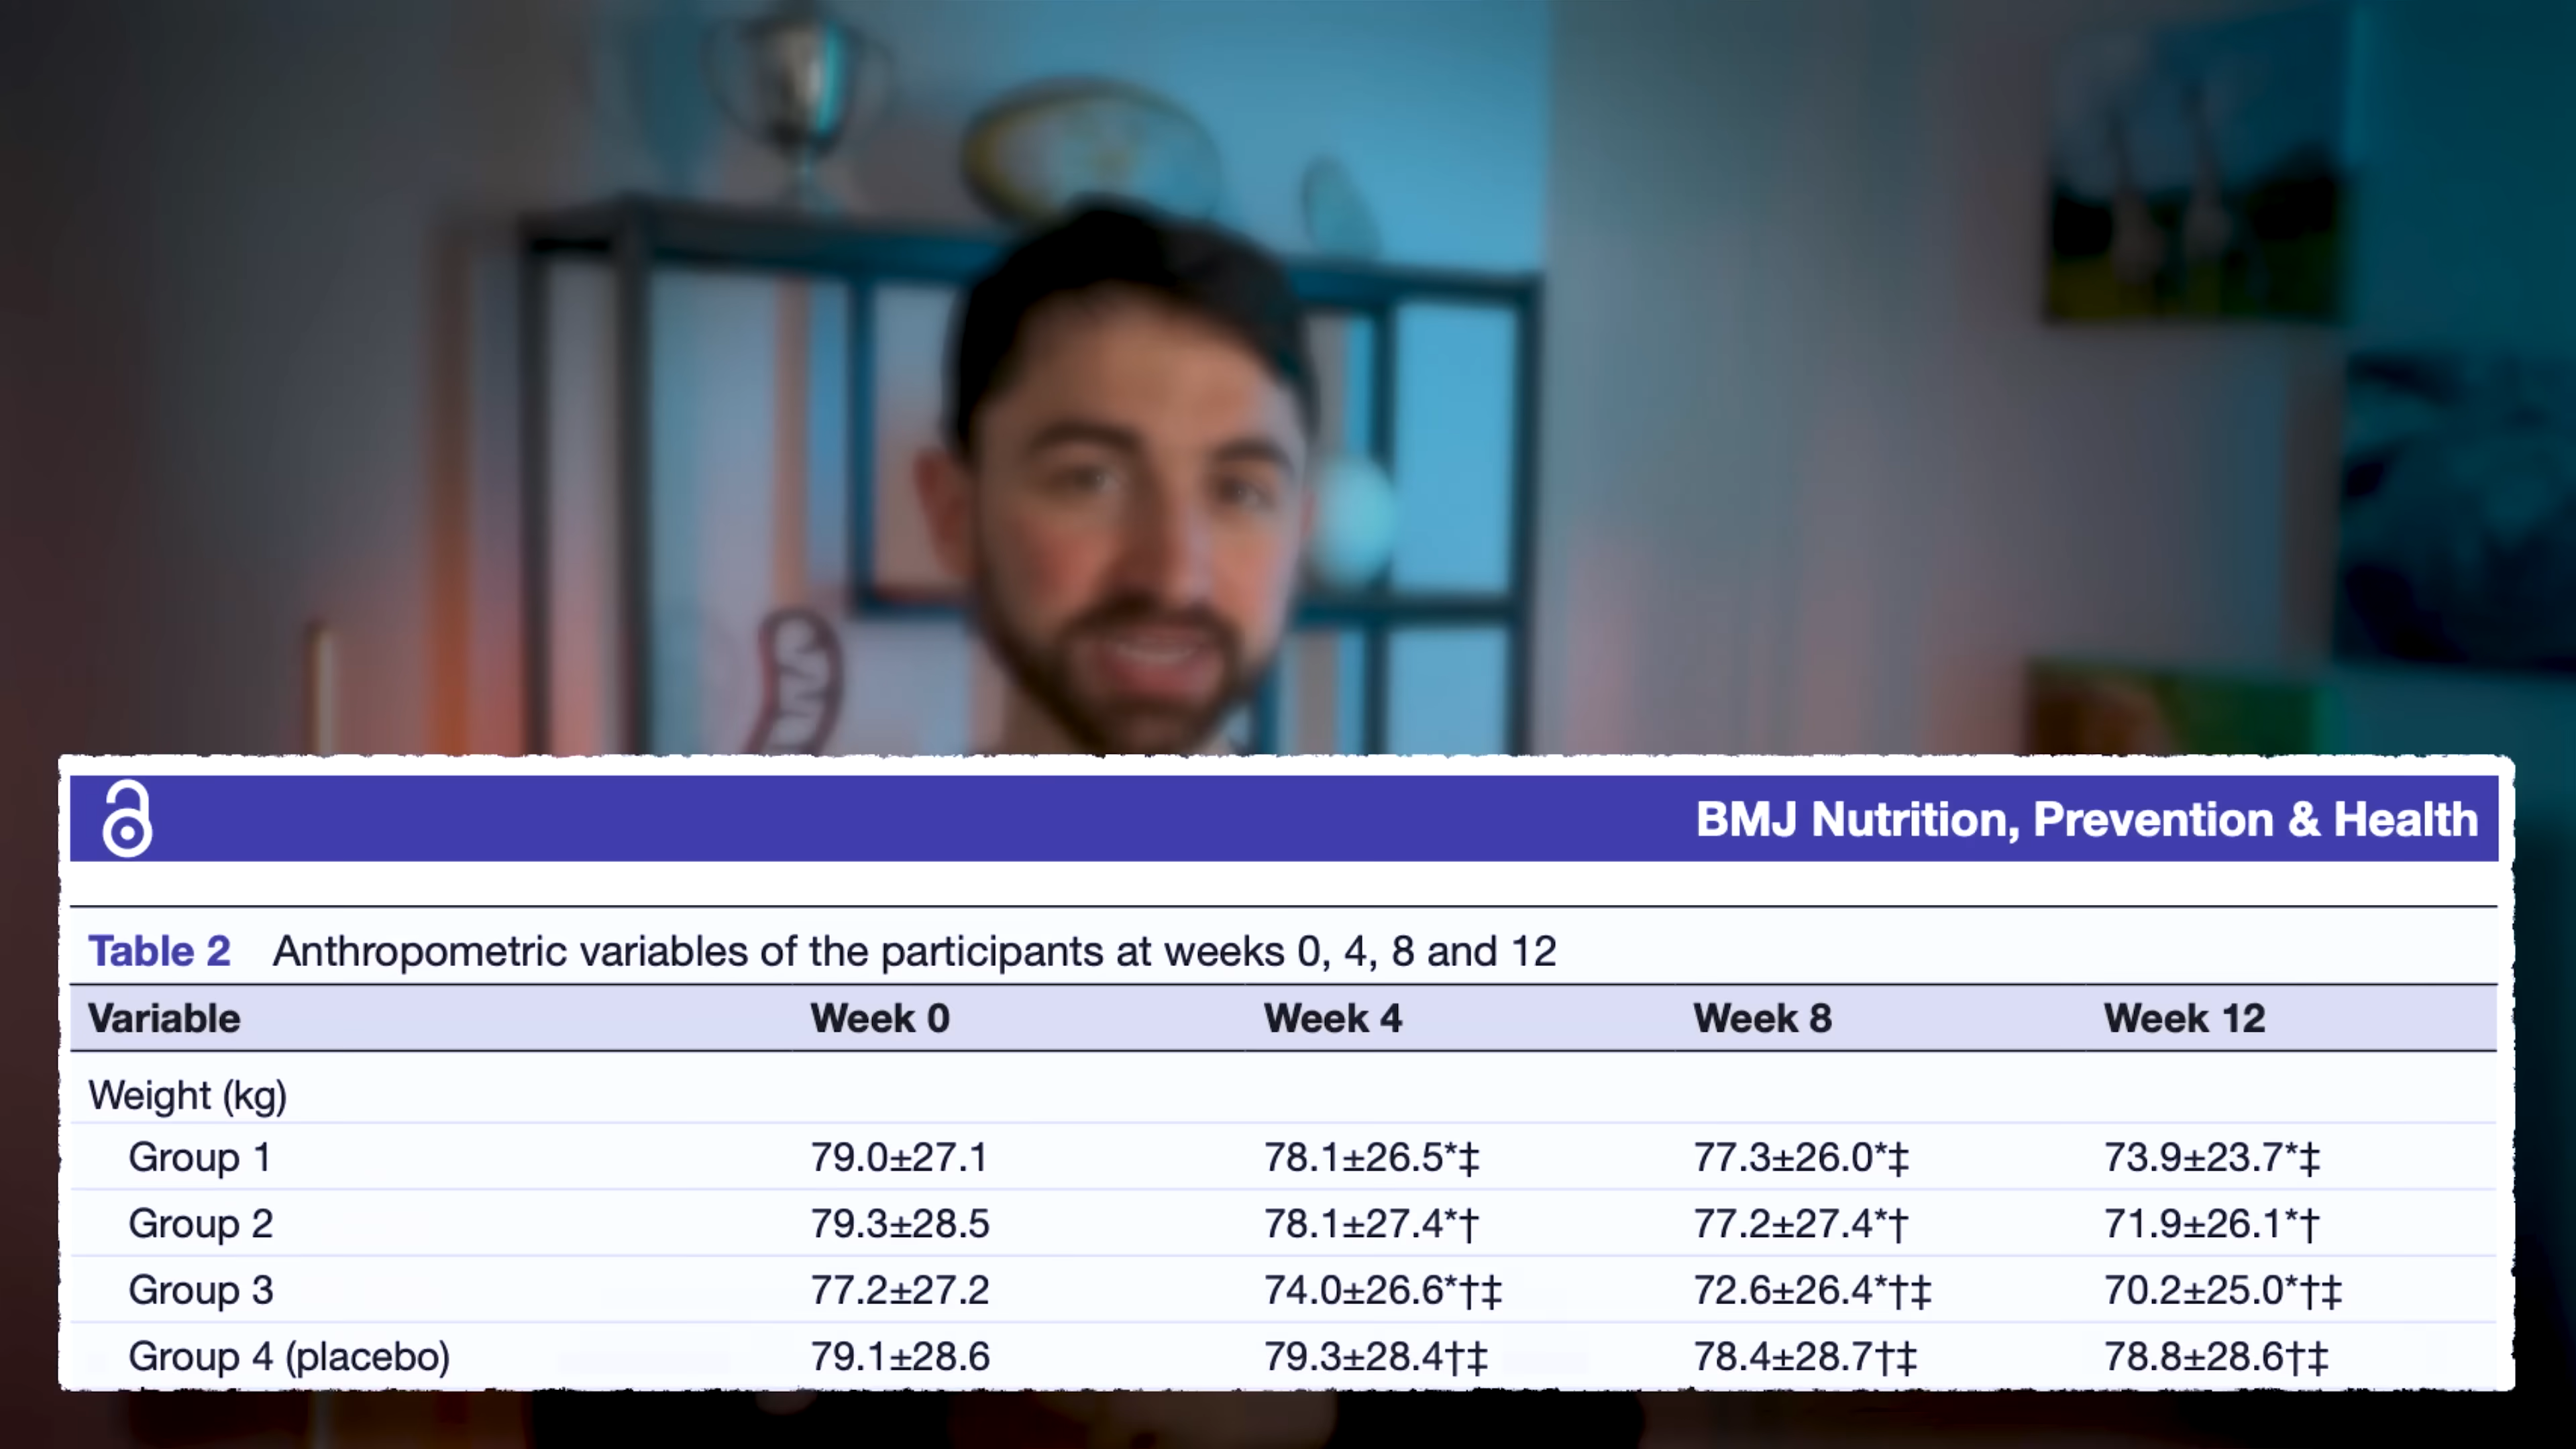 BMJ Nutrition, Prevention & Health
Table 2 Anthropometric variables of the participants at weeks 0, 4, 8 and 12
Variable Week 0 Week 4 Week 8 Week 12
Weight (kg)
Group 1 79.0±27.1 78.1±26.5*‡ 77.3±26.0*‡ 73.9±23.7*‡
Group 2 79.3±28.5 78.1±27.4*† 77.2±27.4*† 71.9±26.1*†
Group 3 77.2±27.2 74.0±26.6*†‡ 72.6±26.4*†‡ 70.2±25.0*†‡
Group 4 (placebo) 79.1±28.6 79.3±28.4†‡ 78.4±28.7†‡ 78.8±28.6†‡